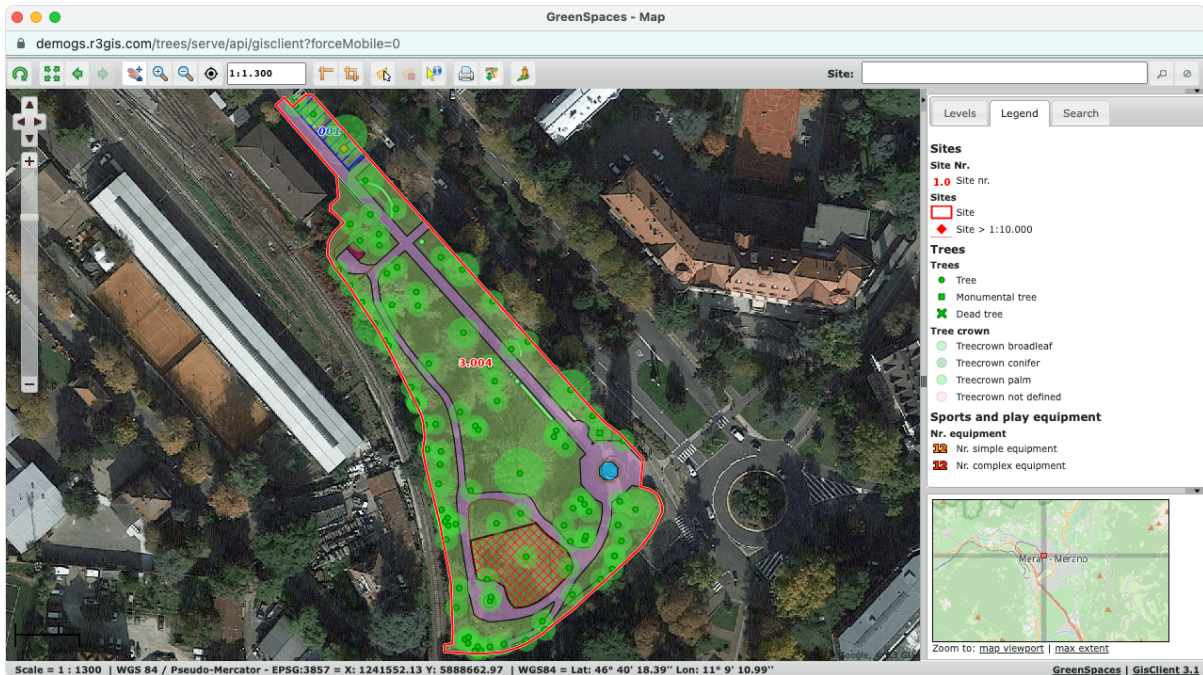 GreenSpaces - Map
demogs.r3gis.com/trees/serve/api/gisclient?forceMobile=0
1:1.300
Site:
Levels Legend Search
Sites
Site Nr.
1.0 Site nr.
Sites
Site
Site > 1:10.000
Trees
Trees
Tree
Monumental tree
Dead tree
Tree crown
Treecrown broadleaf
Treecrown conifer
Treecrown palm
Treecrown not defined
Sports and play equipment
Nr. equipment
12 Nr. simple equipment
12 Nr. complex equipment
001
3.004
Meran - Merano
Zoom to: map viewport | max extent
Scale = 1 : 1300 | WGS 84 / Pseudo-Mercator - EPSG:3857 = X: 1241552.13 Y: 5888662.97 | WGS84 = Lat: 46° 40' 18.39'' Lon: 11° 9' 10.99''
GreenSpaces | GisClient 3.1